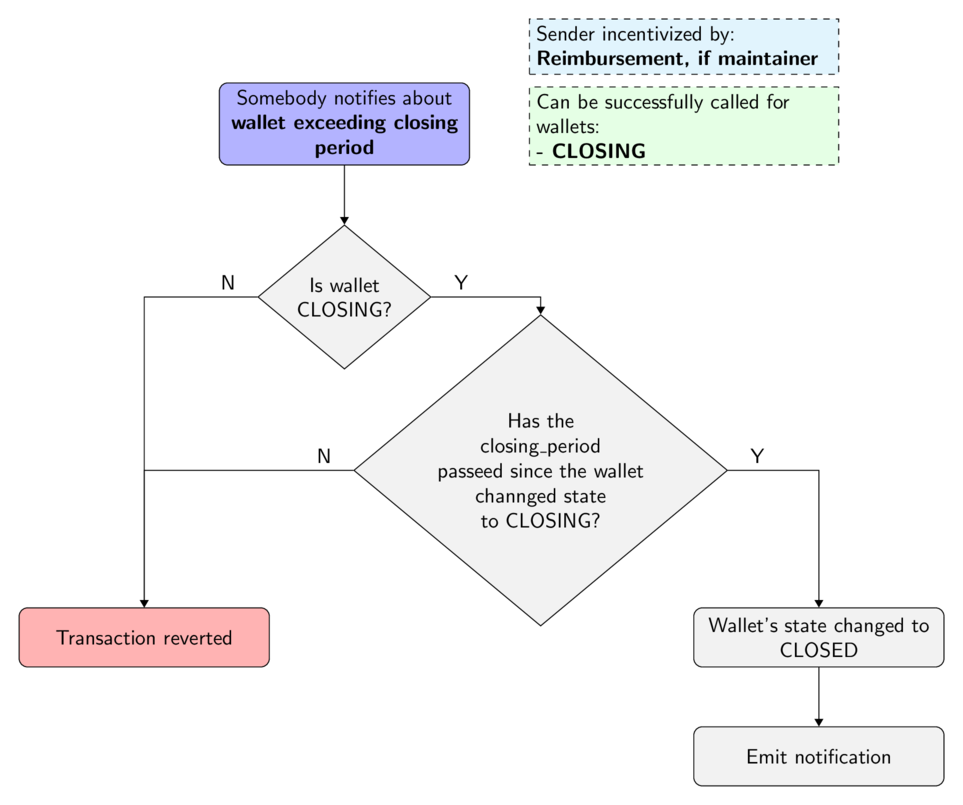 Sender incentivized by:
Reimbursement, if maintainer
Can be successfully called for
wallets:
- CLOSING
Somebody notifies about
wallet exceeding closing
period
Is wallet
CLOSING?
N
Y
Has the
closing_period
passeed since the wallet
channged state
to CLOSING?
N
Y
Transaction reverted
Wallet's state changed to
CLOSED
Emit notification